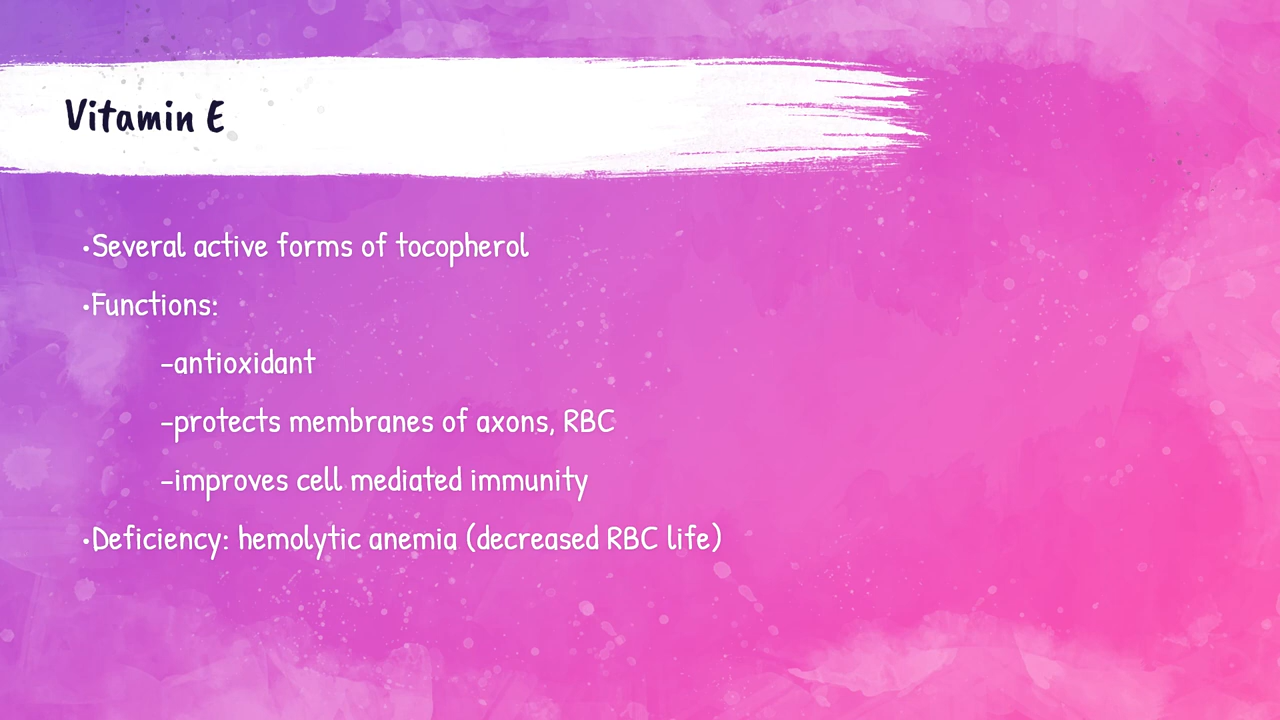 Vitamin E
•Several active forms of tocopherol
•Functions:
–antioxidant
–protects membranes of axons, RBC
–improves cell mediated immunity
•Deficiency: hemolytic anemia (decreased RBC life)